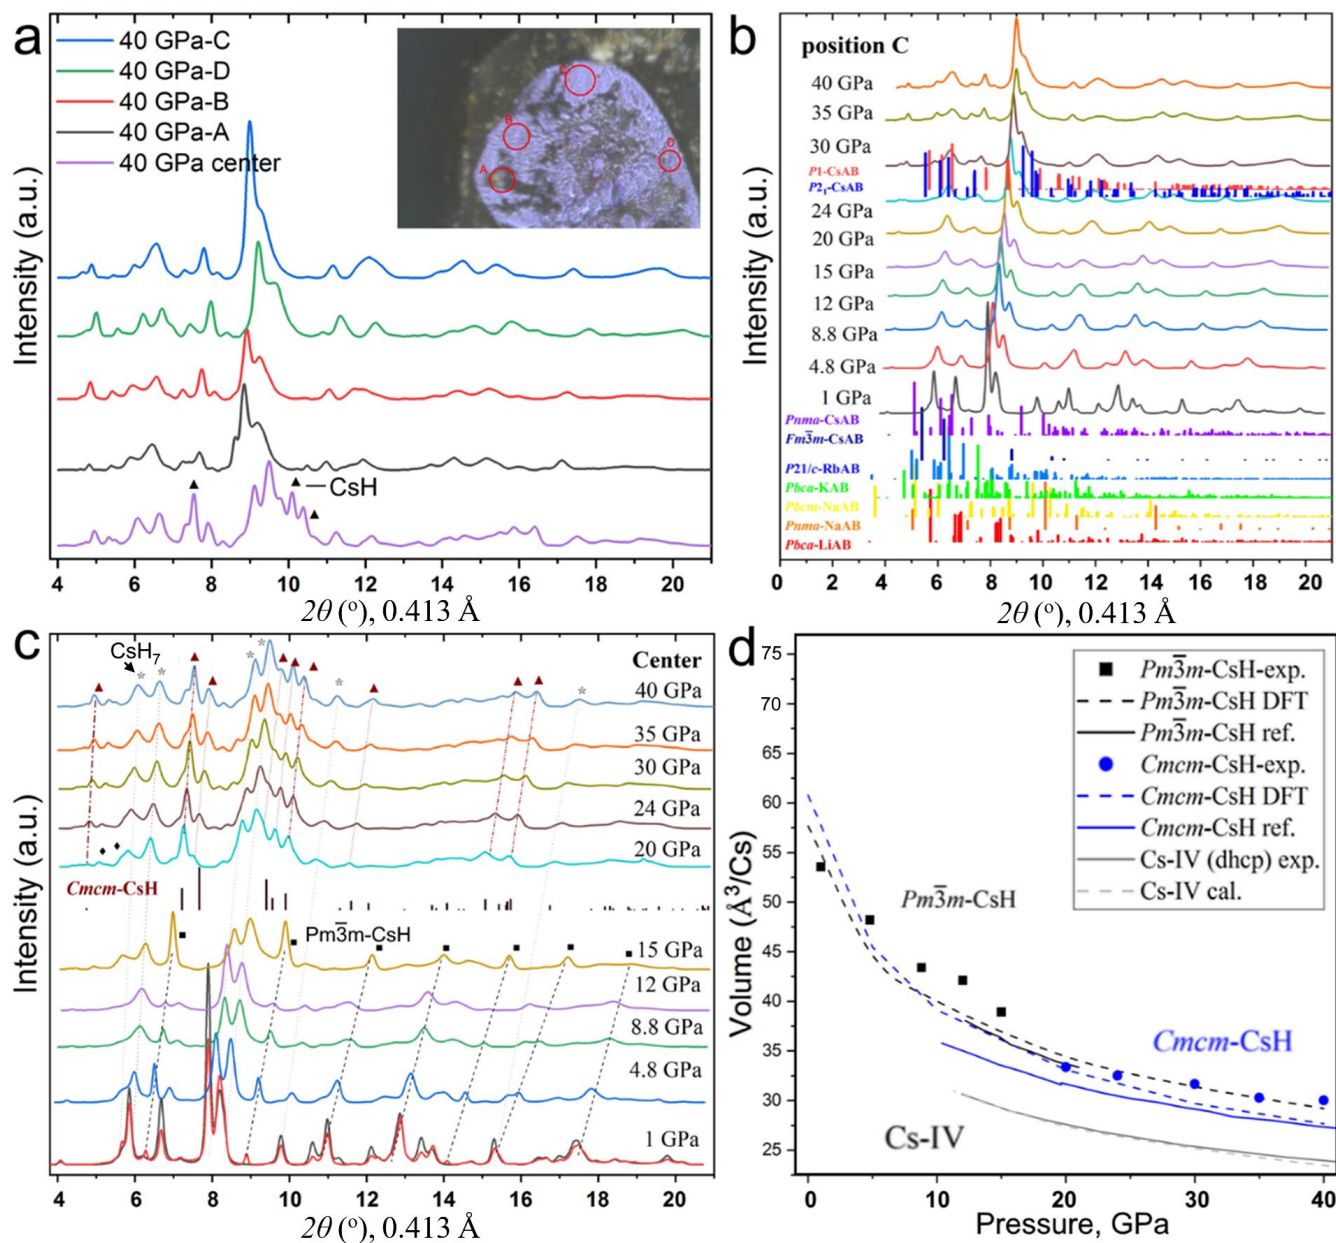 a
40 GPa-C
40 GPa-D
40 GPa-B
40 GPa-A
40 GPa center
C
B
A
D
CsH
Intensity (a.u.)
4 6 8 10 12 14 16 18 20
2θ (°), 0.413 Å
b
position C
40 GPa
35 GPa
30 GPa
P1-CsAB
P2₁-CsAB
24 GPa
20 GPa
15 GPa
12 GPa
8.8 GPa
4.8 GPa
1 GPa
Pnma-CsAB
Fm3̅m-CsAB
P21/c-RbAB
Pbca-KAB
Pbcm-NaAB
Pnma-NaAB
Pbca-LiAB
Intensity (a.u.)
0 2 4 6 8 10 12 14 16 18 20
2θ (°), 0.413 Å
c
CsH₇
Center
40 GPa
35 GPa
30 GPa
24 GPa
20 GPa
Cmcm-CsH
Pm3̅m-CsH
15 GPa
12 GPa
8.8 GPa
4.8 GPa
1 GPa
Intensity (a.u.)
4 6 8 10 12 14 16 18 20
2θ (°), 0.413 Å
d
Pm3̅m-CsH-exp.
Pm3̅m-CsH DFT
Pm3̅m-CsH ref.
Cmcm-CsH-exp.
Cmcm-CsH DFT
Cmcm-CsH ref.
Cs-IV (dhcp) exp.
Cs-IV cal.
Pm3̅m-CsH
Cmcm-CsH
Cs-IV
Volume (Å³/Cs)
75
70
65
60
55
50
45
40
35
30
25
0 10 20 30 40
Pressure, GPa